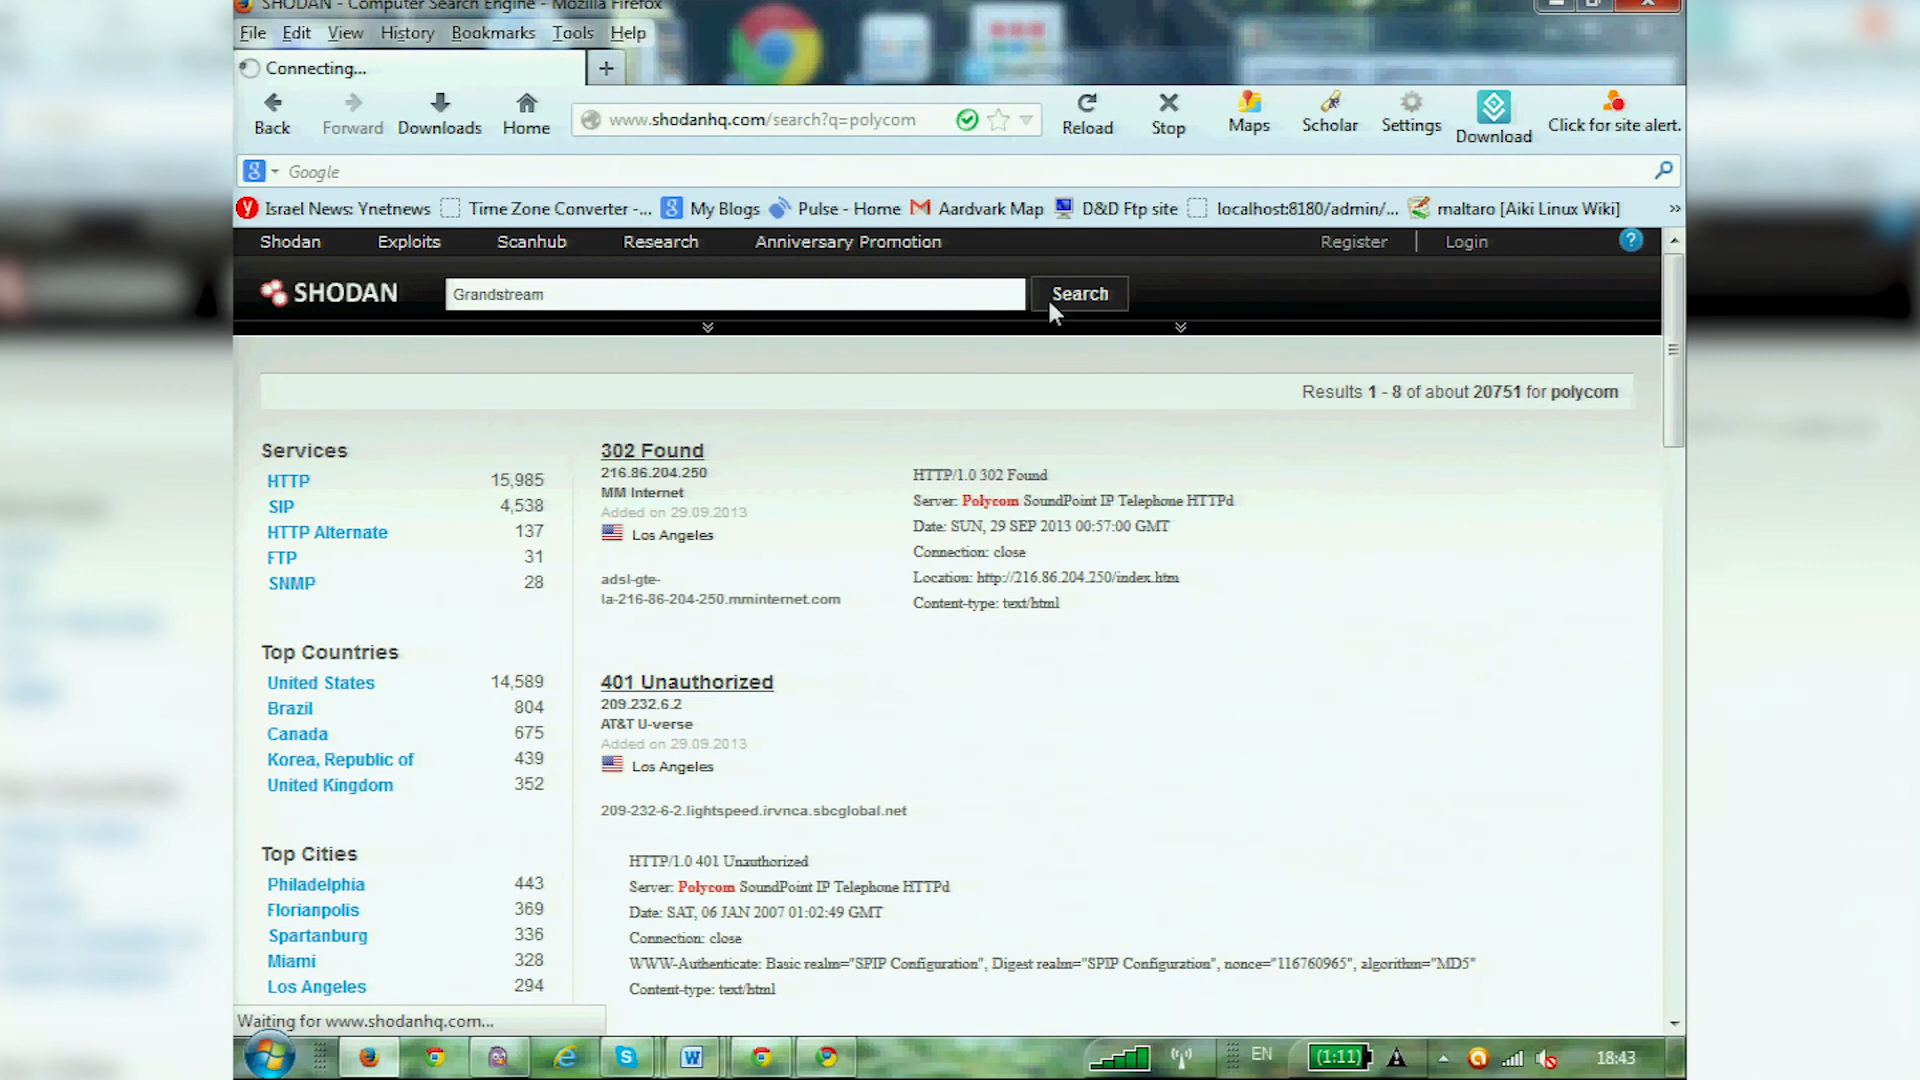 SHODAN - Computer Search Engine - Mozilla Firefox
File Edit View History Bookmarks Tools Help
Connecting...
Back Forward Downloads Home www.shodanhq.com/search?q=polycom Reload Stop Maps Scholar Settings Download Click for site alert.
Google
Israel News: Ynetnews Time Zone Converter -... My Blogs Pulse - Home Aardvark Map D&D Ftp site localhost:8180/admin/... maltaro [Aiki Linux Wiki] »
Shodan Exploits Scanhub Research Anniversary Promotion Register Login ?
SHODAN Grandstream Search
Results 1 - 8 of about 20751 for polycom
Services
HTTP 15,985
SIP 4,538
HTTP Alternate 137
FTP 31
SNMP 28
Top Countries
United States 14,589
Brazil 804
Canada 675
Korea, Republic of 439
United Kingdom 352
Top Cities
Philadelphia 443
Florianpolis 369
Spartanburg 336
Miami 328
Los Angeles 294
302 Found
216.86.204.250
MM Internet
Added on 29.09.2013
Los Angeles
adsl-gte-
la-216-86-204-250.mminternet.com
HTTP/1.0 302 Found
Server: Polycom SoundPoint IP Telephone HTTPd
Date: SUN, 29 SEP 2013 00:57:00 GMT
Connection: close
Location: http://216.86.204.250/index.htm
Content-type: text/html
401 Unauthorized
209.232.6.2
AT&T U-verse
Added on 29.09.2013
Los Angeles
209-232-6-2.lightspeed.irvnca.sbcglobal.net
HTTP/1.0 401 Unauthorized
Server: Polycom SoundPoint IP Telephone HTTPd
Date: SAT, 06 JAN 2007 01:02:49 GMT
Connection: close
WWW-Authenticate: Basic realm="SPIP Configuration", Digest realm="SPIP Configuration", nonce="116760965", algorithm="MD5"
Content-type: text/html
Waiting for www.shodanhq.com...
EN (1:11) 18:43